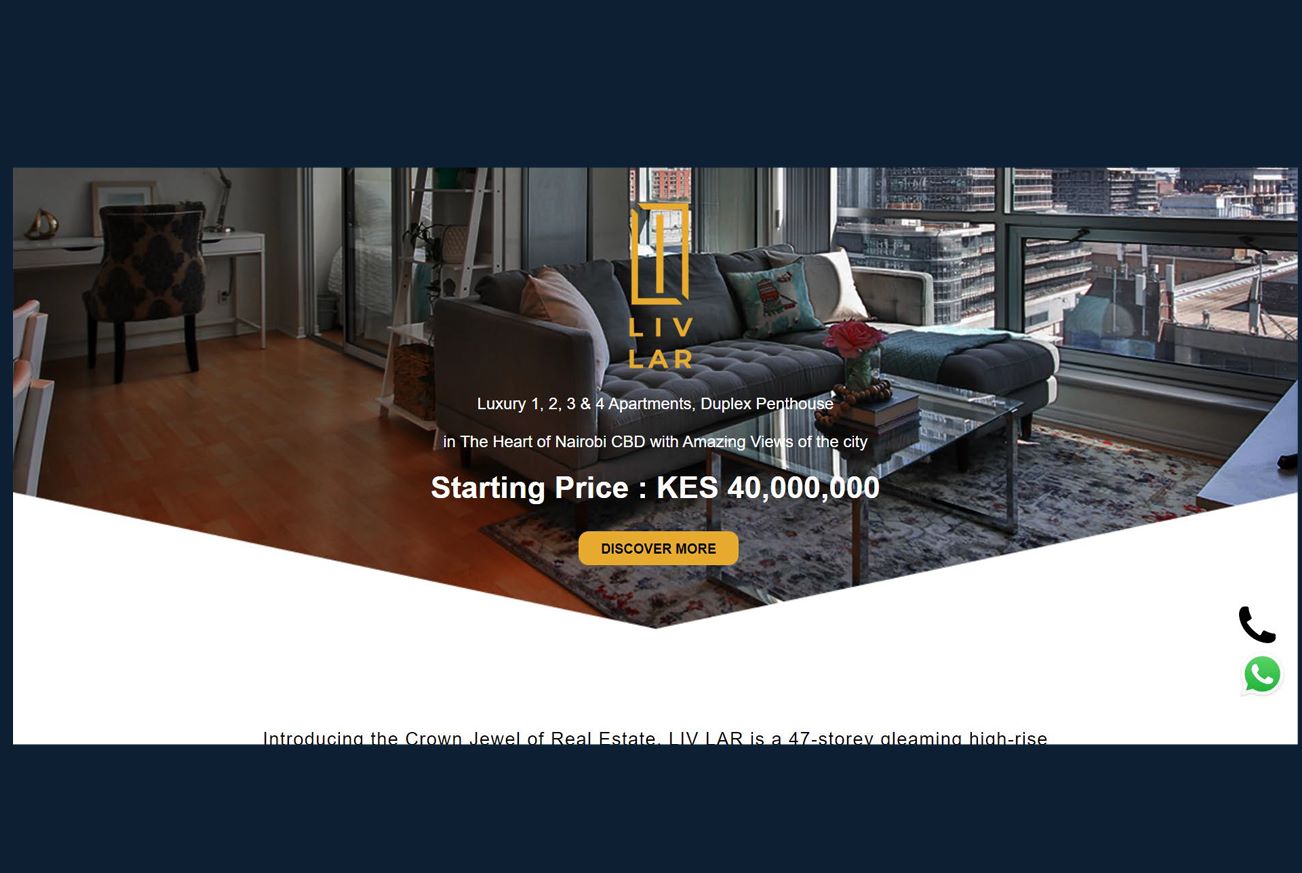 LIV
LAR
Luxury 1, 2, 3 & 4 Apartments, Duplex Penthouse
in The Heart of Nairobi CBD with Amazing Views of the city
Starting Price : KES 40,000,000
DISCOVER MORE
Introducing the Crown Jewel of Real Estate, LIV LAR is a 47-storey gleaming high-rise